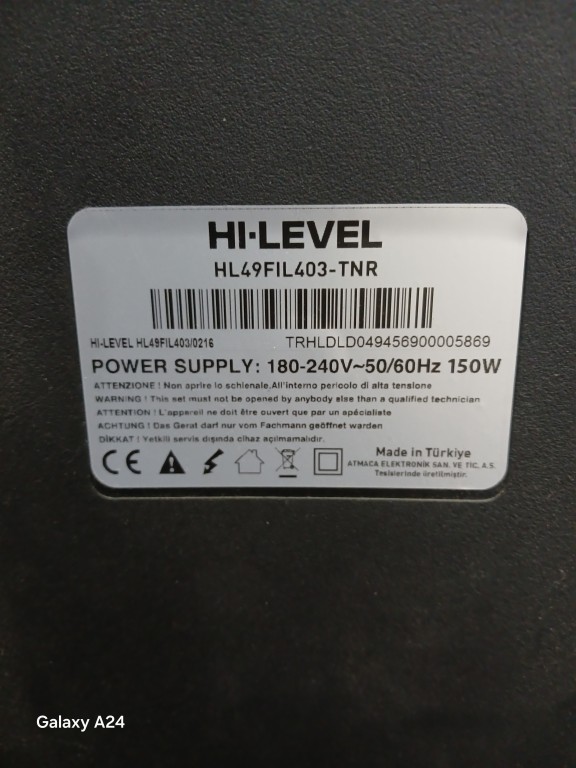 HI-LEVEL
HL49FIL403-TNR
HI-LEVEL HL49FIL403/0216 TRHLDLD049456900005869
POWER SUPPLY: 180-240V~50/60Hz 150W
ATTENZIONE ! Non aprire lo schienale.All'interno pericolo di alta tensione
WARNING ! This set must not be opened by anybody else than a qualified technician
ATTENTION ! L'appareil ne doit être ouvert que par un apécialiste
ACHTUNG ! Das Gerat darf nur vom Fachmann geöffnet warden
DİKKAT ! Yetkili servis dışında cihaz açılmamalıdır.
CE
Made in Türkiye
ATMACA ELEKTRONİK SAN. VE TİC. A.S.
Tesislerinde üretilmiştir.
Galaxy A24